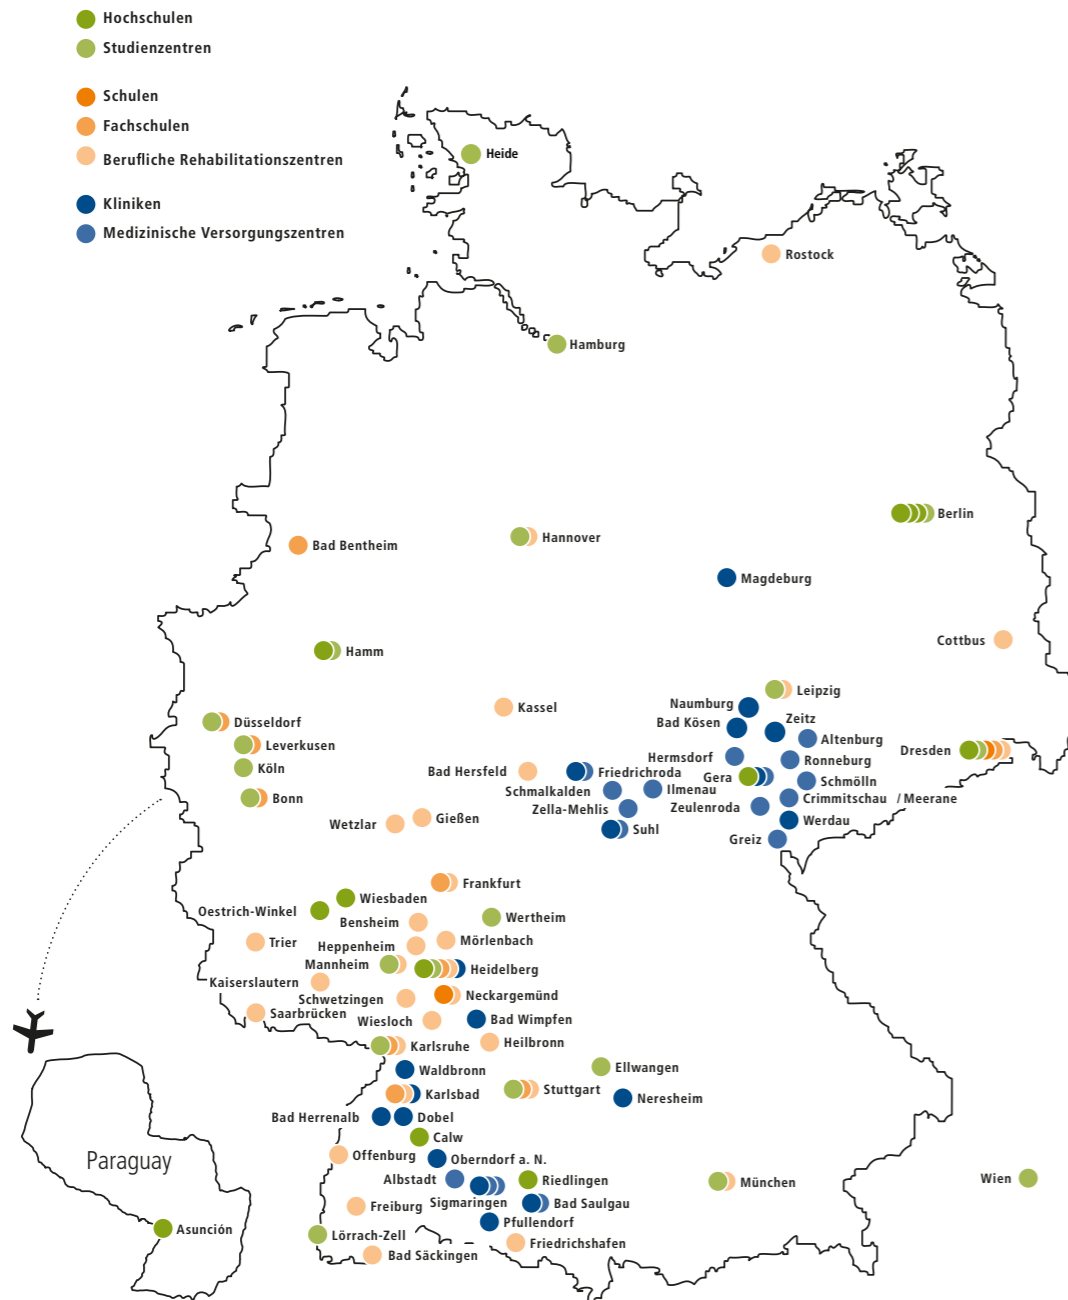 Hochschulen
Studienzentren
Schulen
Fachschulen
Berufliche Rehabilitationszentren
Kliniken
Medizinische Versorgungszentren
Heide
Rostock
Hamburg
Berlin
Hannover
Bad Bentheim
Magdeburg
Cottbus
Hamm
Leipzig
Naumburg
Kassel
Zeitz
Düsseldorf
Bad Kösen
Altenburg
Leverkusen
Dresden
Hermsdorf
Ronneburg
Köln
Bad Hersfeld
Friedrichroda
Gera
Schmölln
Schmalkalden
Ilmenau
Bonn
Crimmitschau / Meerane
Zella-Mehlis
Zeulenroda
Gießen
Wetzlar
Suhl
Werdau
Greiz
Frankfurt
Wiesbaden
Oestrich-Winkel
Wertheim
Bensheim
Trier
Mörlenbach
Heppenheim
Mannheim
Heidelberg
Kaiserslautern
Schwetzingen
Neckargemünd
Saarbrücken
Wiesloch
Bad Wimpfen
Karlsruhe
Heilbronn
Waldbronn
Ellwangen
Karlsbad
Stuttgart
Neresheim
Bad Herrenalb
Dobel
Calw
Offenburg
Oberndorf a. N.
Paraguay
Albstadt
Riedlingen
München
Wien
Sigmaringen
Bad Saulgau
Freiburg
Pfullendorf
Asunción
Lörrach-Zell
Friedrichshafen
Bad Säckingen